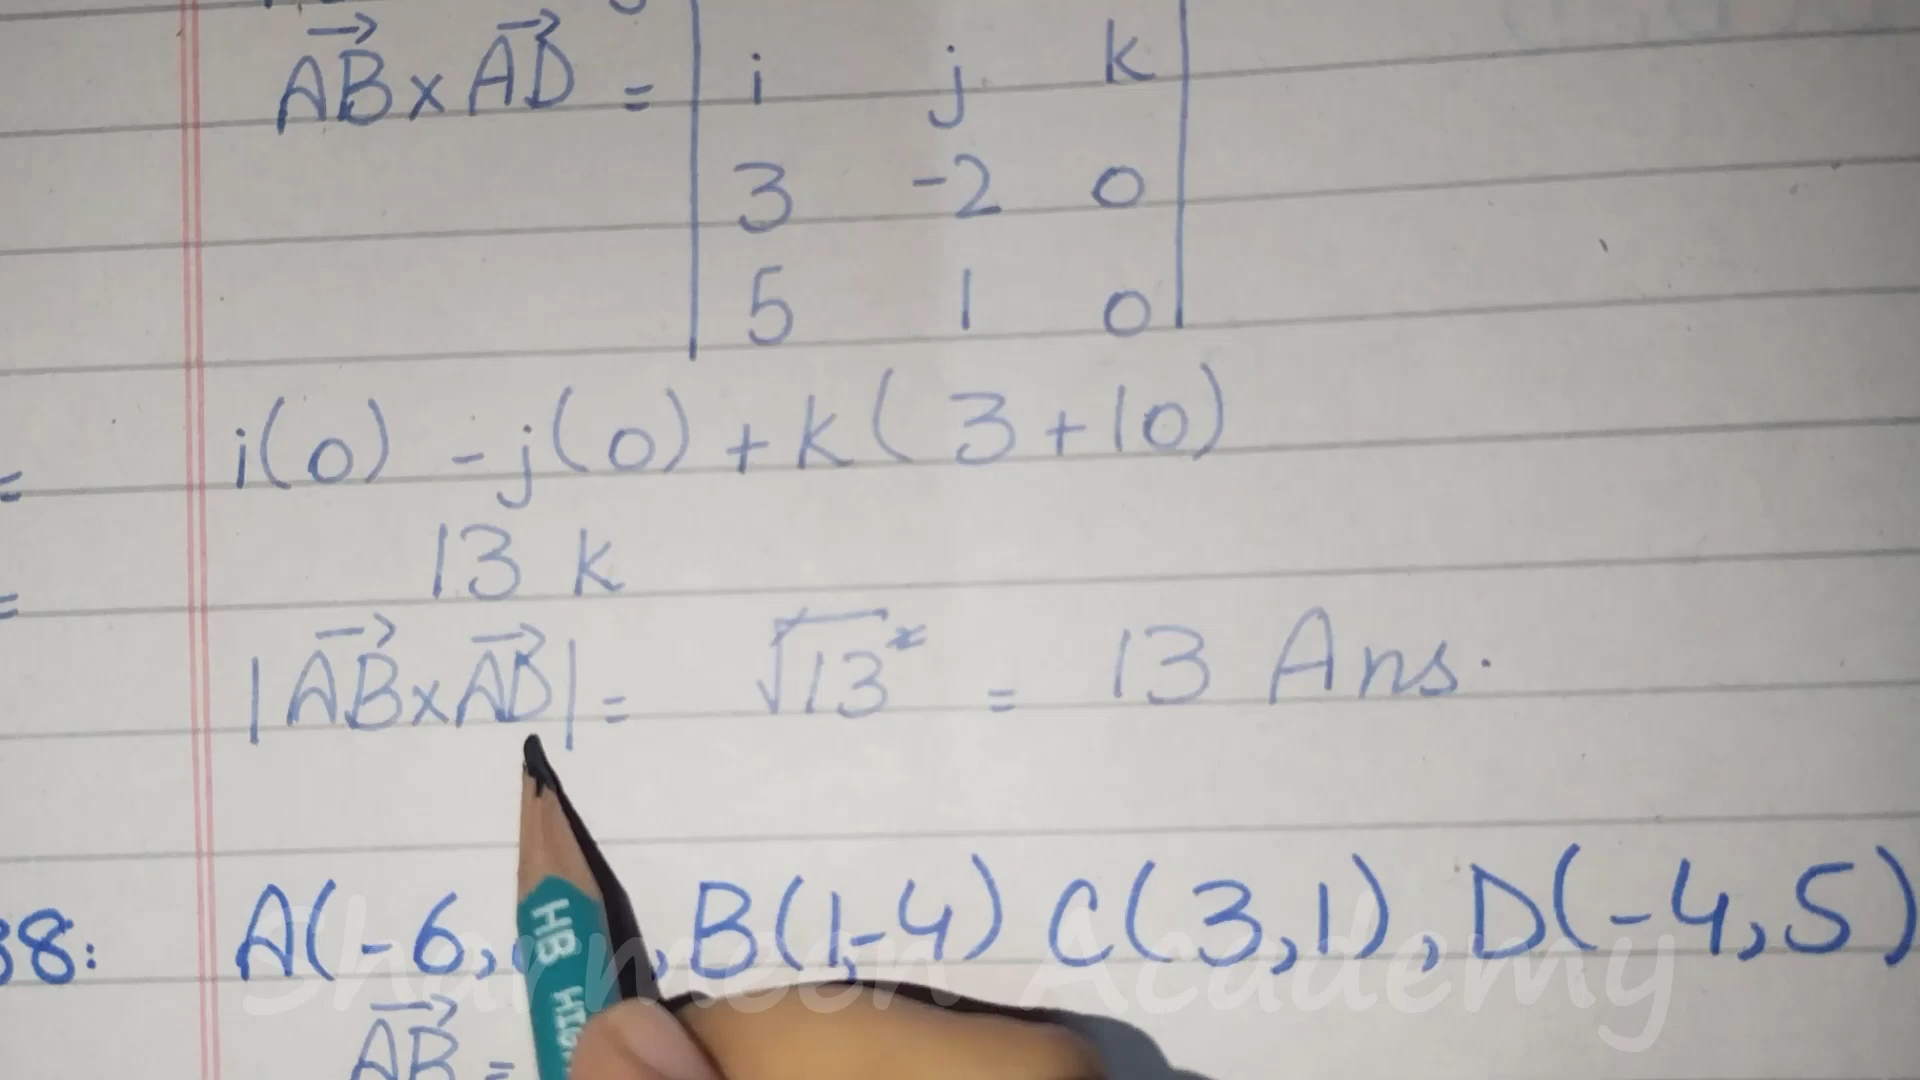 AB × AD = | i j k |
3 -2 0
5 1 0
= i(0) - j(0) + k(3+10)
= 13 k
|AB × AD| = √13² = 13 Ans.
38: A(-6, , B(1,-4) C(3,1), D(-4,5)
AB =
HB
Sharmeen Academy